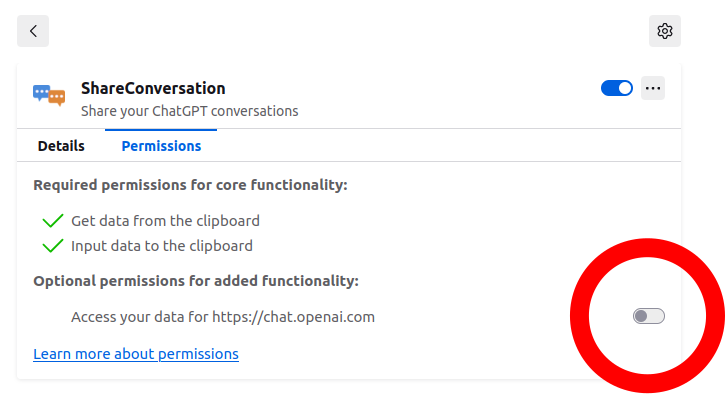 ShareConversation
Share your ChatGPT conversations
Details Permissions
Required permissions for core functionality:
Get data from the clipboard
Input data to the clipboard
Optional permissions for added functionality:
Access your data for https://chat.openai.com
Learn more about permissions